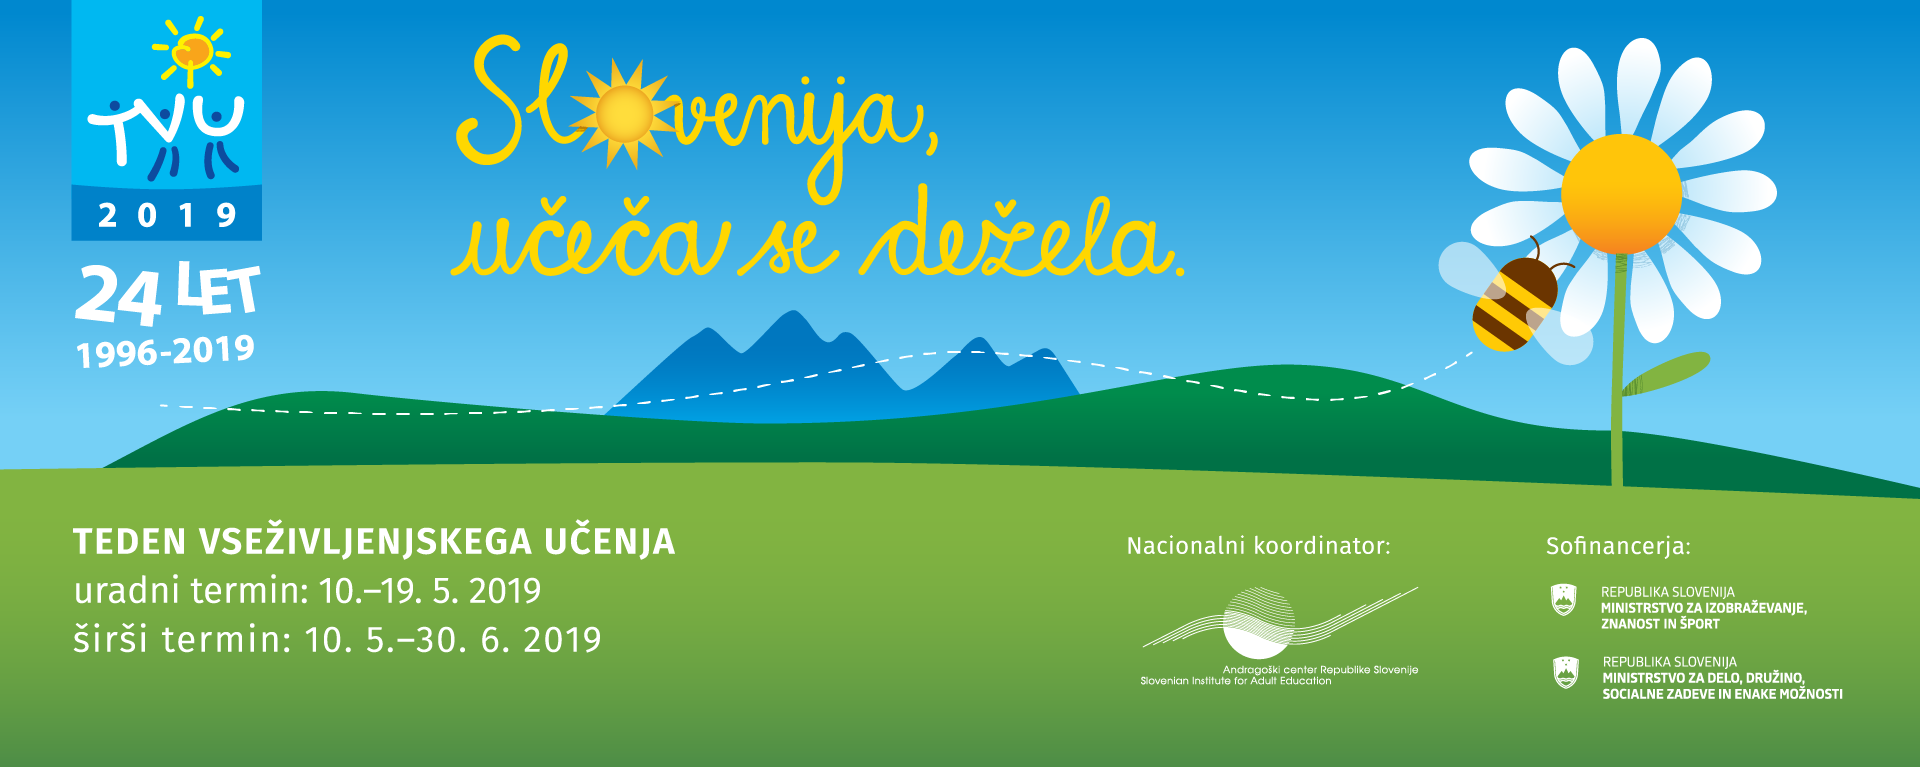 TVU
2019
24 LET
1996-2019
Slovenija,
učeča se dežela.
TEDEN VSEŽIVLJENJSKEGA UČENJA
uradni termin: 10.–19. 5. 2019
širši termin: 10. 5.–30. 6. 2019
Nacionalni koordinator:
Andragoški center Republike Slovenije
Slovenian Institute for Adult Education
Sofinancerja:
REPUBLIKA SLOVENIJA
MINISTRSTVO ZA IZOBRAŽEVANJE,
ZNANOST IN ŠPORT
REPUBLIKA SLOVENIJA
MINISTRSTVO ZA DELO, DRUŽINO,
SOCIALNE ZADEVE IN ENAKE MOŽNOSTI